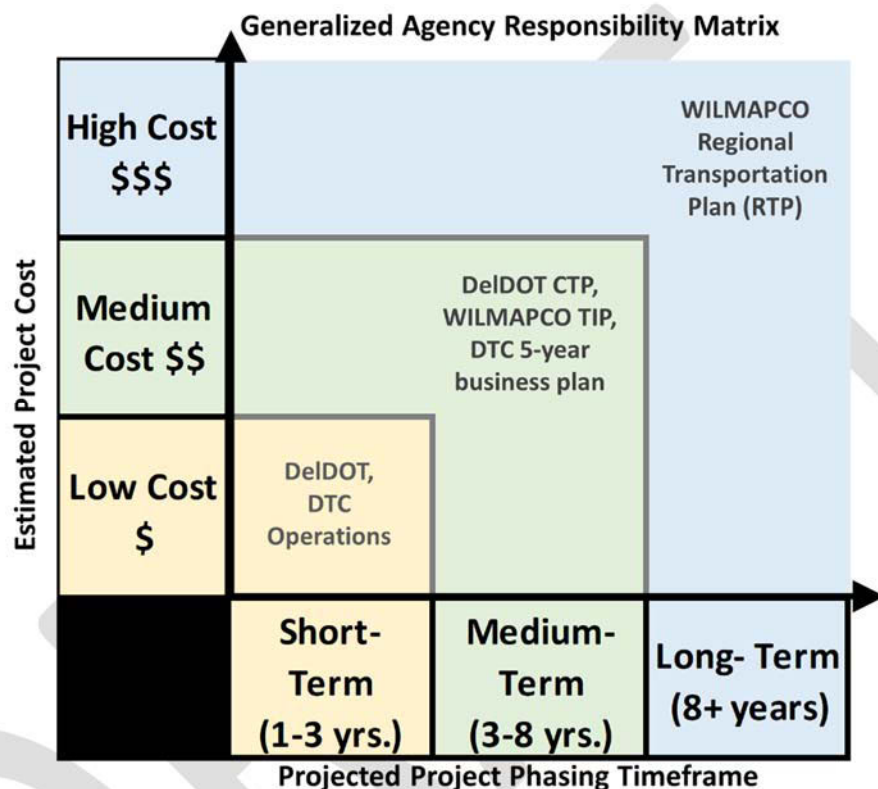 Generalized Agency Responsibility Matrix
Estimated Project Cost
High Cost
$$$
WILMAPCO
Regional
Transportation
Plan (RTP)
Medium
Cost $$
DelDOT CTP,
WILMAPCO TIP,
DTC 5-year
business plan
Low Cost
$
DelDOT,
DTC
Operations
Short-
Term
(1-3 yrs.)
Medium-
Term
(3-8 yrs.)
Long- Term
(8+ years)
Projected Project Phasing Timeframe